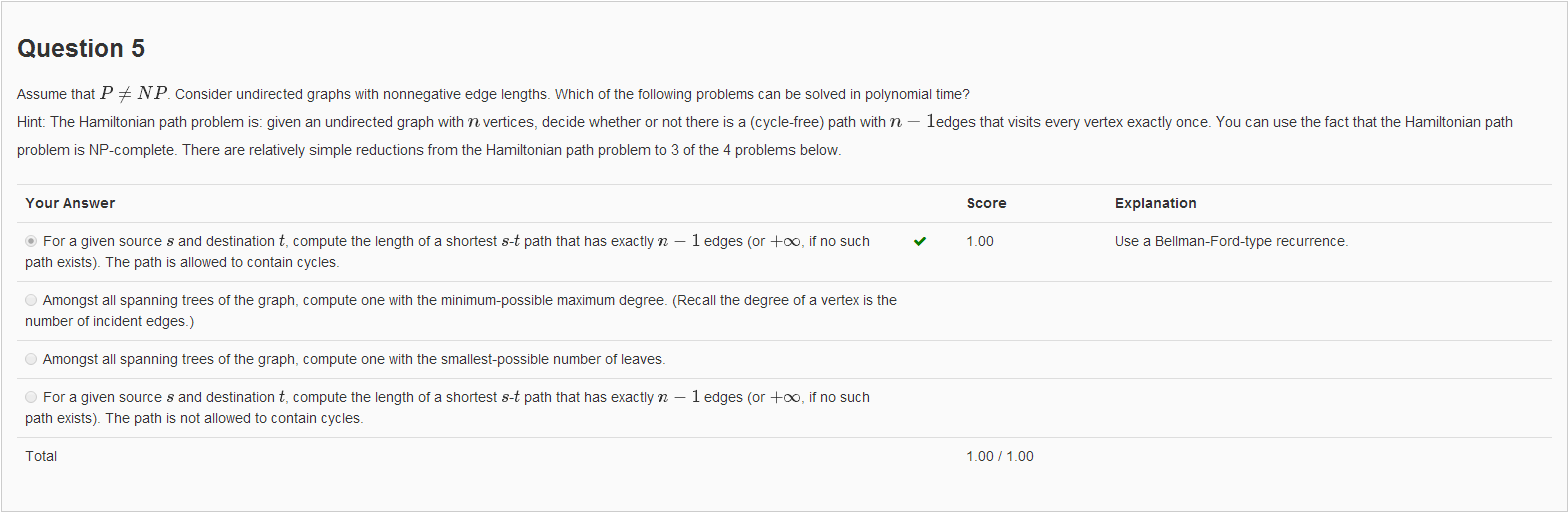 Question 5
Assume that P ≠ NP. Consider undirected graphs with nonnegative edge lengths. Which of the following problems can be solved in polynomial time?
Hint: The Hamiltonian path problem is: given an undirected graph with n vertices, decide whether or not there is a (cycle-free) path with n − 1edges that visits every vertex exactly once. You can use the fact that the Hamiltonian path
problem is NP-complete. There are relatively simple reductions from the Hamiltonian path problem to 3 of the 4 problems below.
Your Answer Score Explanation
For a given source s and destination t, compute the length of a shortest s-t path that has exactly n − 1 edges (or +∞, if no such ✔ 1.00 Use a Bellman-Ford-type recurrence.
path exists). The path is allowed to contain cycles.
Amongst all spanning trees of the graph, compute one with the minimum-possible maximum degree. (Recall the degree of a vertex is the
number of incident edges.)
Amongst all spanning trees of the graph, compute one with the smallest-possible number of leaves.
For a given source s and destination t, compute the length of a shortest s-t path that has exactly n − 1 edges (or +∞, if no such
path exists). The path is not allowed to contain cycles.
Total 1.00 / 1.00